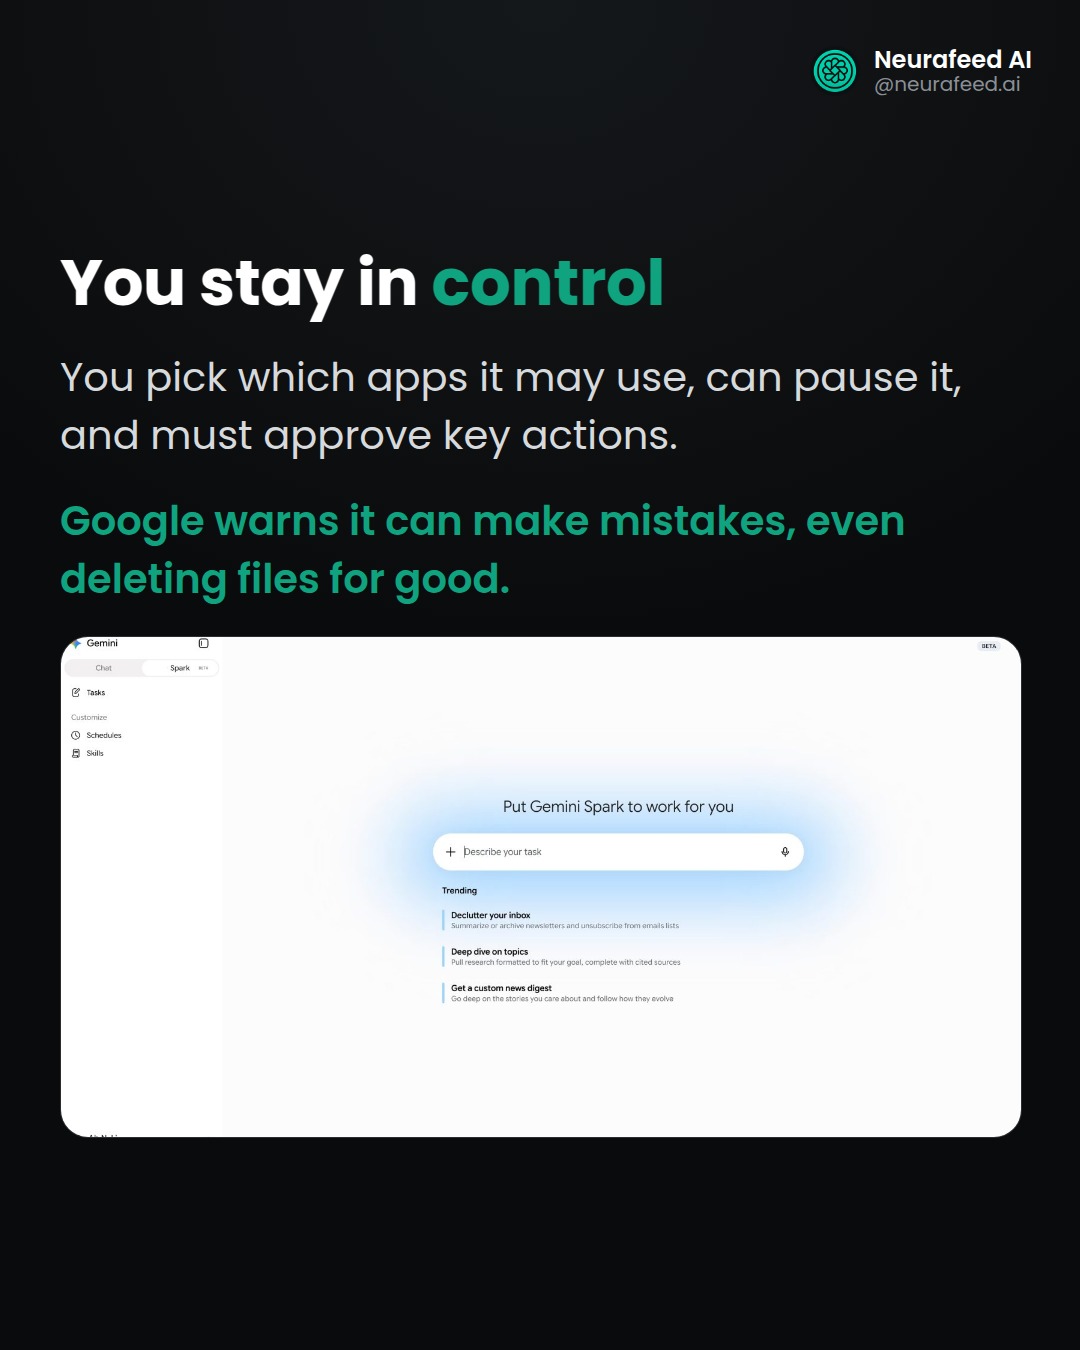 Neurafeed AI
@neurafeed.ai
You stay in control
You pick which apps it may use, can pause it,
and must approve key actions.
Google warns it can make mistakes, even
deleting files for good.
Gemini
Chat
Spark BETA
Tasks
Customize
Schedules
Skills
BETA
Put Gemini Spark to work for you
Describe your task
Trending
Declutter your inbox
Summarize or archive newsletters and unsubscribe from emails lists
Deep dive on topics
Pull research formatted to fit your goal, complete with cited sources
Get a custom news digest
Go deep on the stories you care about and follow how they evolve